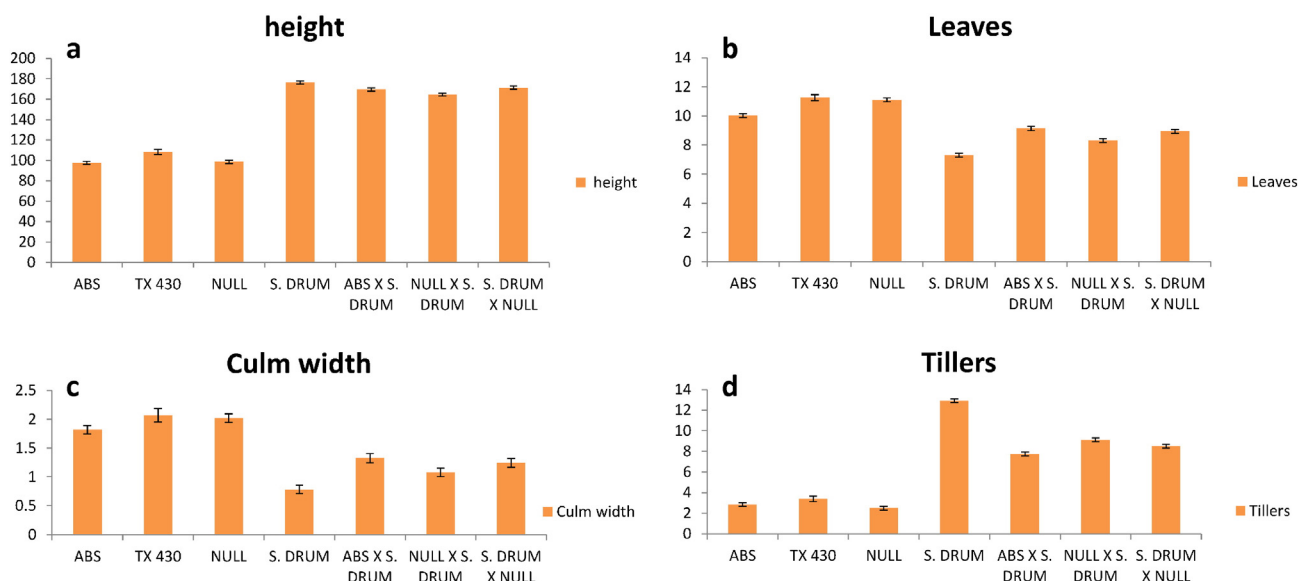 height
a
200
180
160
140
120
100
80
60
40
20
0
ABS TX 430 NULL S. DRUM ABS X S. NULL X S. S. DRUM
DRUM DRUM X NULL
height
Leaves
b
14
12
10
8
6
4
2
0
ABS TX 430 NULL S. DRUM ABS X S. NULL X S. S. DRUM
DRUM DRUM X NULL
Leaves
Culm width
c
2.5
2
1.5
1
0.5
0
ABS TX 430 NULL S. DRUM ABS X S. NULL X S. S. DRUM
DRUM DRUM X NULL
Culm width
Tillers
d
14
12
10
8
6
4
2
0
ABS TX 430 NULL S. DRUM ABS X S. NULL X S. S. DRUM
DRUM DRUM X NULL
Tillers